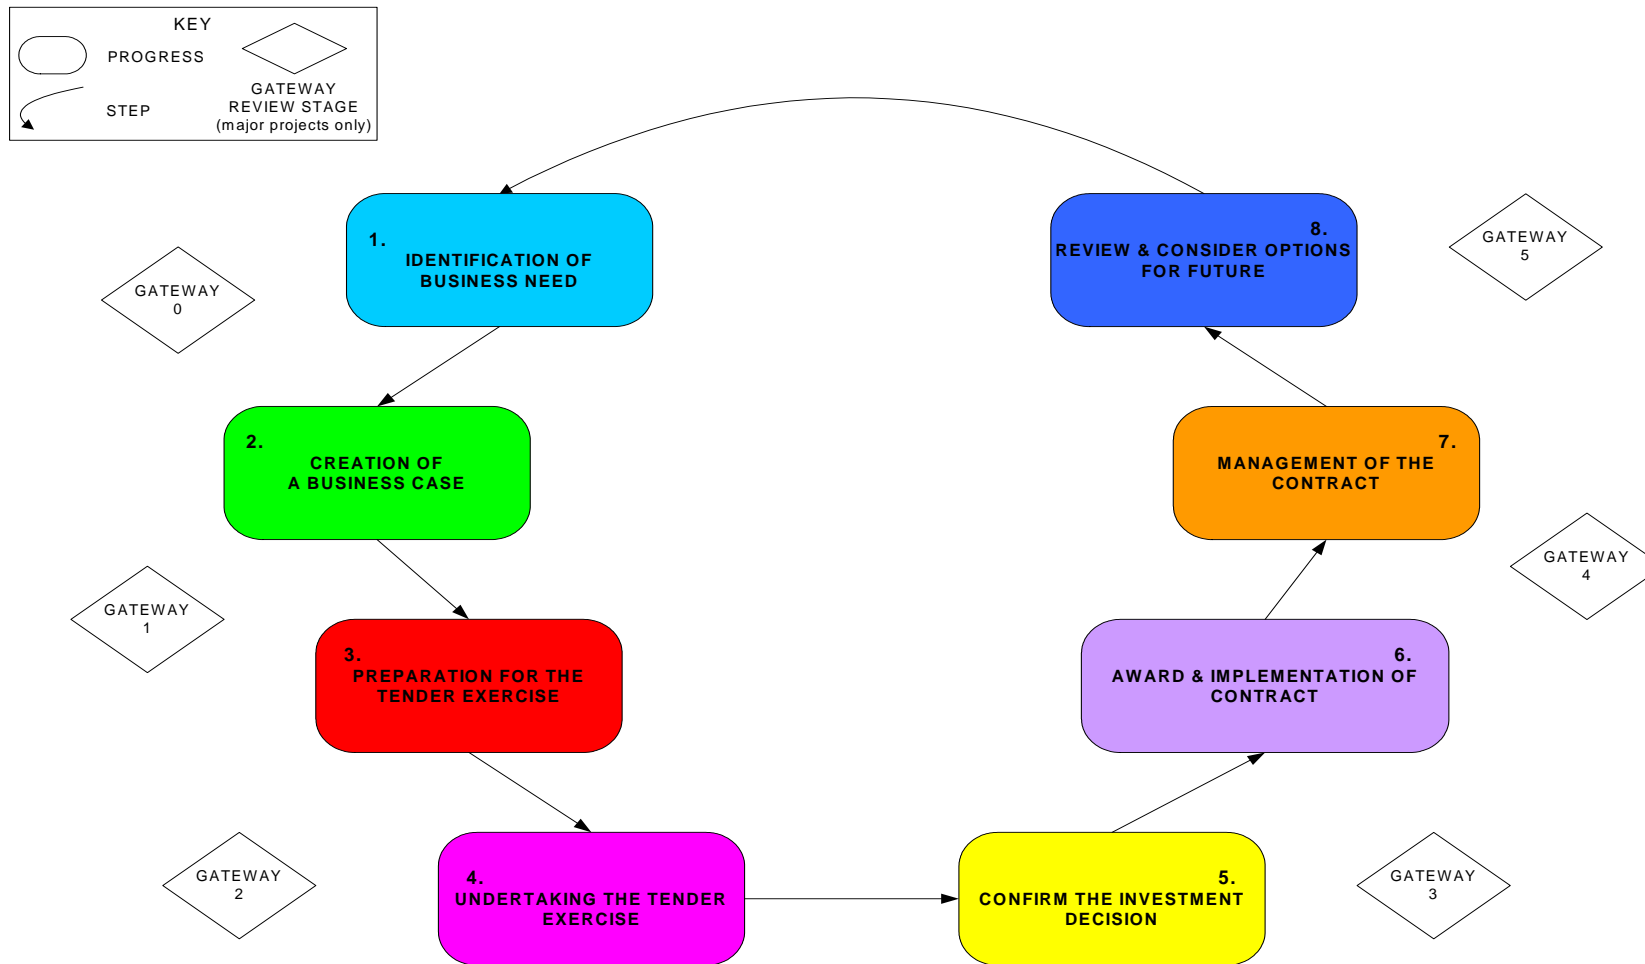 KEY
PROGRESS
STEP
GATEWAY
REVIEW STAGE
(major projects only)
1.
IDENTIFICATION OF
BUSINESS NEED
8.
REVIEW & CONSIDER OPTIONS
FOR FUTURE
GATEWAY
5
GATEWAY
0
2.
CREATION OF
A BUSINESS CASE
7.
MANAGEMENT OF THE
CONTRACT
GATEWAY
4
GATEWAY
1
3.
PREPARATION FOR THE
TENDER EXERCISE
6.
AWARD & IMPLEMENTATION OF
CONTRACT
GATEWAY
2
4.
UNDERTAKING THE TENDER
EXERCISE
5.
CONFIRM THE INVESTMENT
DECISION
GATEWAY
3